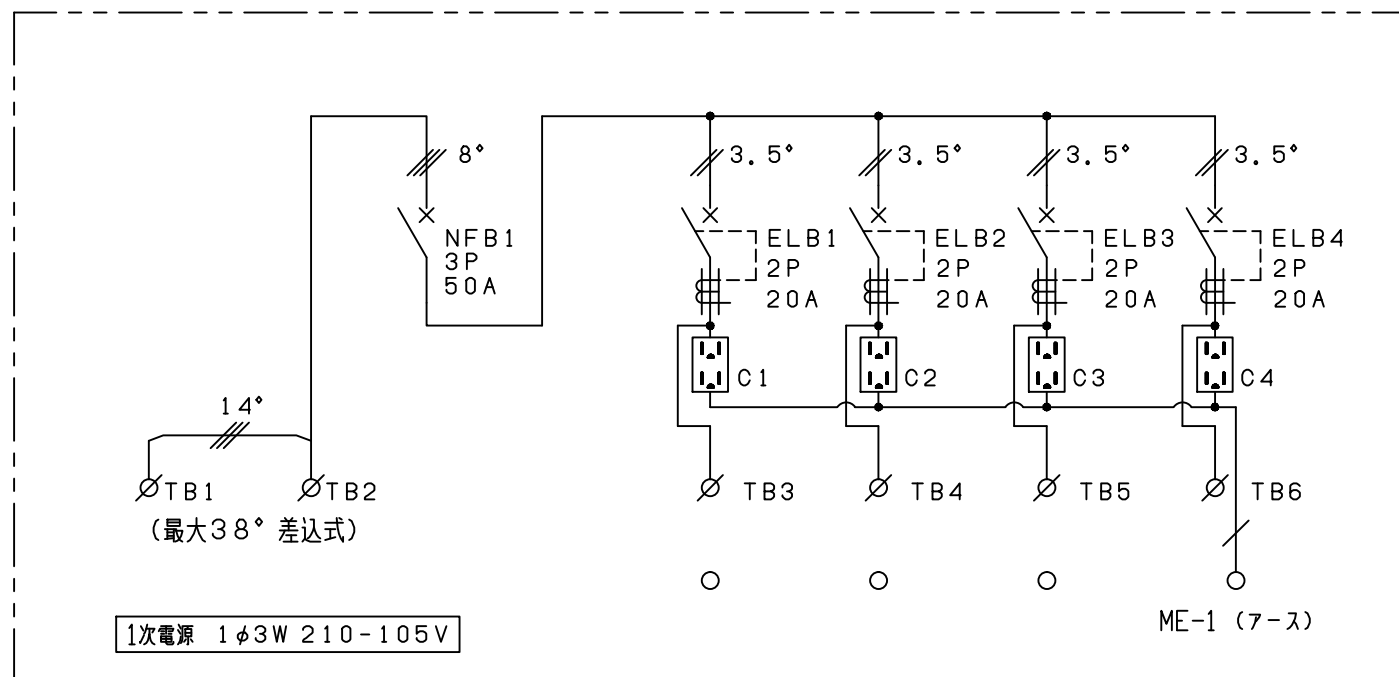 8°
3.5°
3.5°
3.5°
3.5°
NFB1
3P
50A
ELB1
2P
20A
ELB2
2P
20A
ELB3
2P
20A
ELB4
2P
20A
C1
C2
C3
C4
14°
TB1
TB2
TB3
TB4
TB5
TB6
(最大38° 差込式)
ME-1 (アース)
1次電源 1φ3W 210-105V